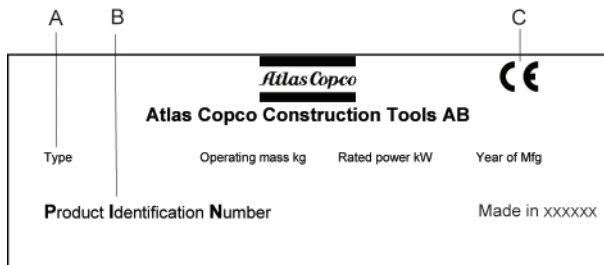 A B C
Atlas Copco CE
Atlas Copco Construction Tools AB
Type Operating mass kg Rated power kW Year of Mfg
Product Identification Number Made in xxxxxx